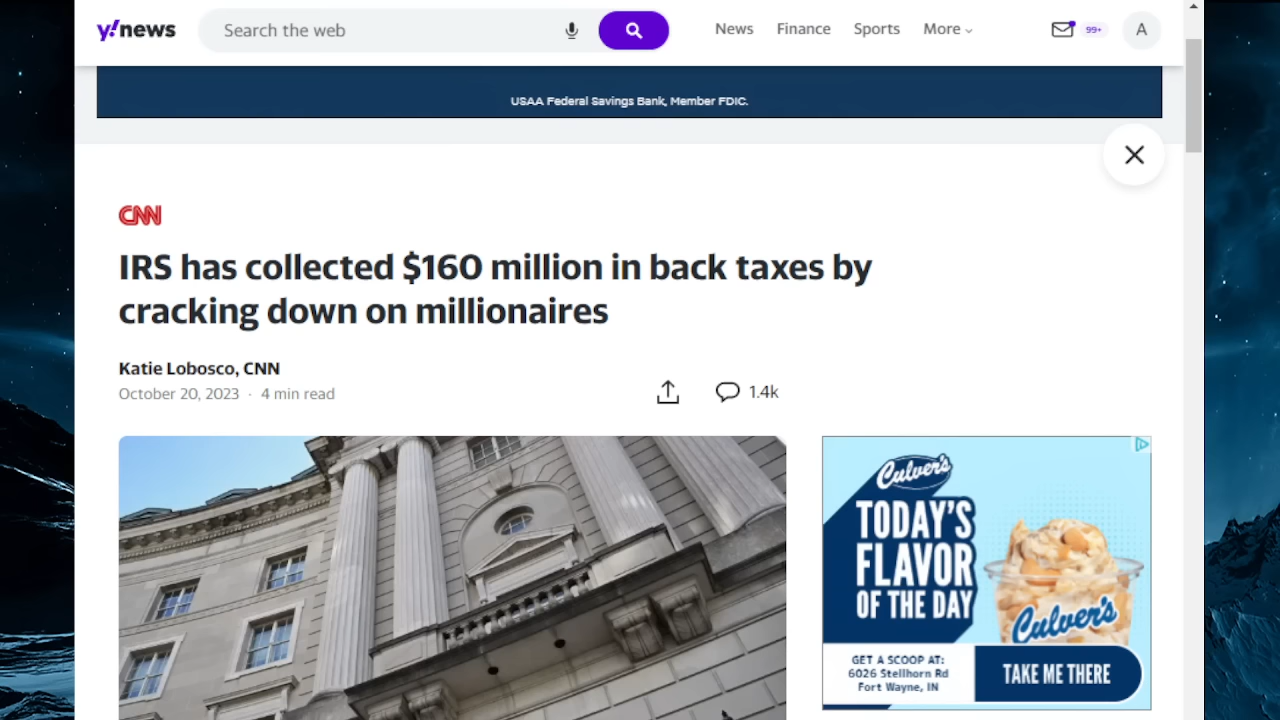 y!news
Search the web
News
Finance
Sports
More
99+
A
USAA Federal Savings Bank, Member FDIC.
CNN
IRS has collected $160 million in back taxes by
cracking down on millionaires
Katie Lobosco, CNN
October 20, 2023 · 4 min read
1.4k
Culver's
TODAY'S
FLAVOR
OF THE DAY
Culver's
GET A SCOOP AT:
6026 Stellhorn Rd
Fort Wayne, IN
TAKE ME THERE